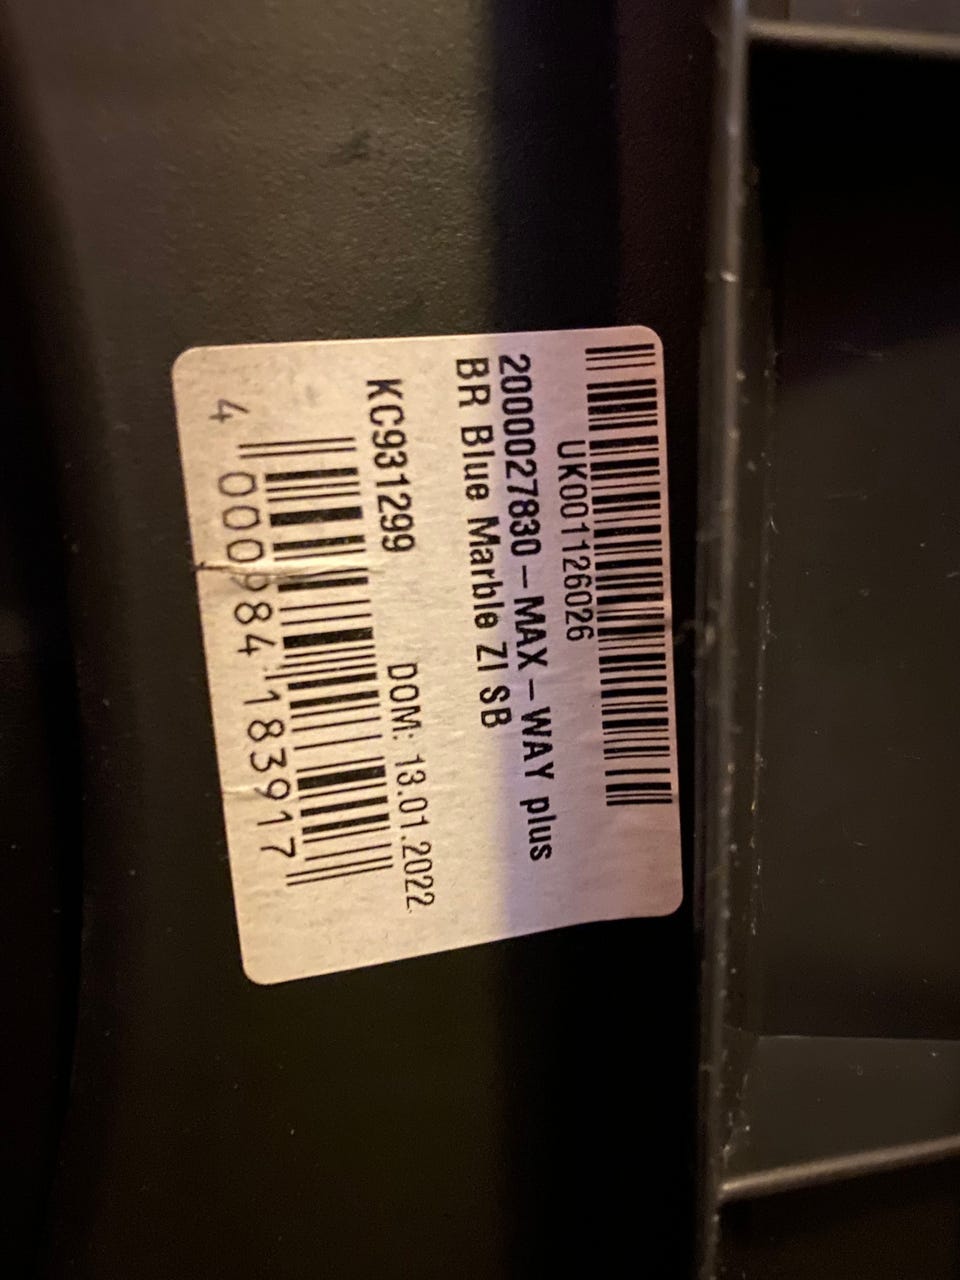 UK001126026
2000027830-MAX-WAY plus
BR Blue Marble ZI SB
KC931299
DOM: 13.01.2022
4 000984 183917